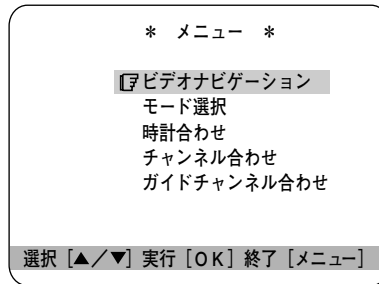 ＊ メニュー ＊
☞ビデオナビゲーション
モード選択
時計合わせ
チャンネル合わせ
ガイドチャンネル合わせ
選択［▲／▼］実行［ＯＫ］終了［メニュー］